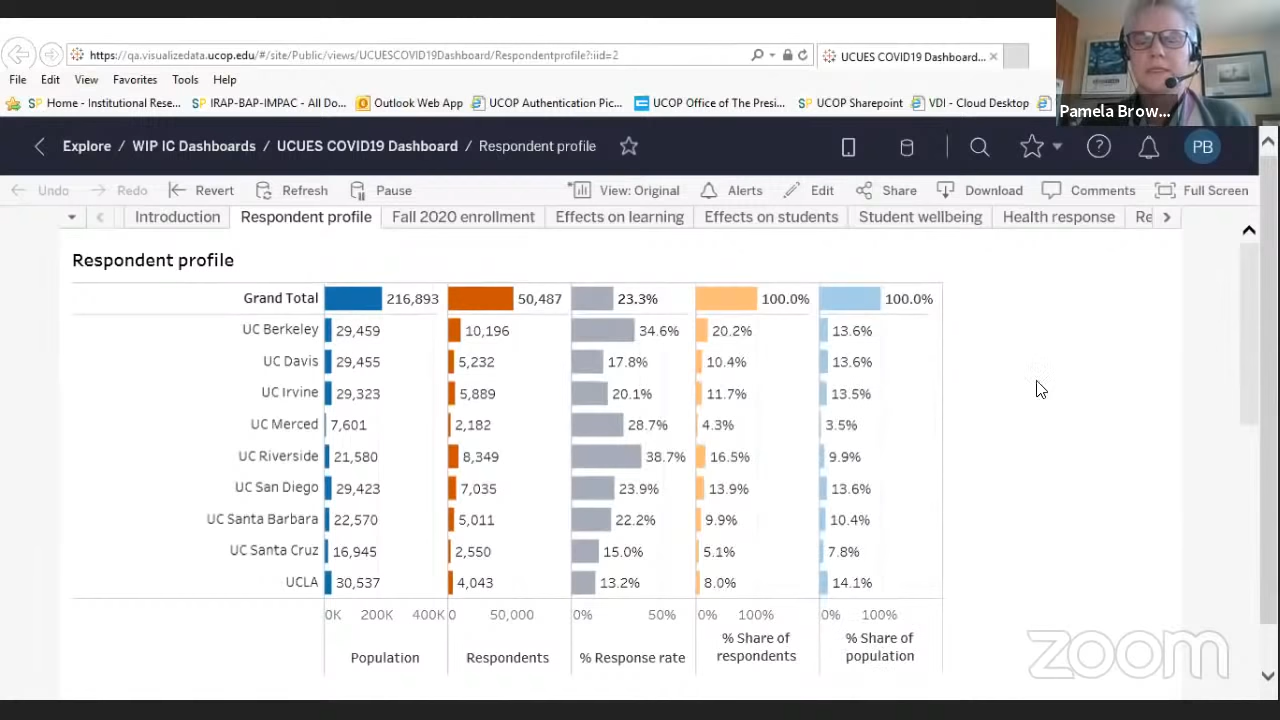 https://qa.visualizedata.ucop.edu/#/site/Public/views/UCUESCOVID19Dashboard/Respondentprofile?:iid=2
UCUES COVID19 Dashboard...
File Edit View Favorites Tools Help
Home - Institutional Rese... IRAP-BAP-IMPAC - All Do... Outlook Web App UCOP Authentication Pic... UCOP Office of The Presi... UCOP Sharepoint VDI - Cloud Desktop
Pamela Brow...
Explore / WIP IC Dashboards / UCUES COVID19 Dashboard / Respondent profile
PB
Undo Redo Revert Refresh Pause View: Original Alerts Edit Share Download Comments Full Screen
Introduction Respondent profile Fall 2020 enrollment Effects on learning Effects on students Student wellbeing Health response Re
Respondent profile
Grand Total 216,893 50,487 23.3% 100.0% 100.0%
UC Berkeley 29,459 10,196 34.6% 20.2% 13.6%
UC Davis 29,455 5,232 17.8% 10.4% 13.6%
UC Irvine 29,323 5,889 20.1% 11.7% 13.5%
UC Merced 7,601 2,182 28.7% 4.3% 3.5%
UC Riverside 21,580 8,349 38.7% 16.5% 9.9%
UC San Diego 29,423 7,035 23.9% 13.9% 13.6%
UC Santa Barbara 22,570 5,011 22.2% 9.9% 10.4%
UC Santa Cruz 16,945 2,550 15.0% 5.1% 7.8%
UCLA 30,537 4,043 13.2% 8.0% 14.1%
0K 200K 400K 0 50,000 0% 50% 0% 100% 0% 100%
Population Respondents % Response rate % Share of respondents % Share of population
zoom